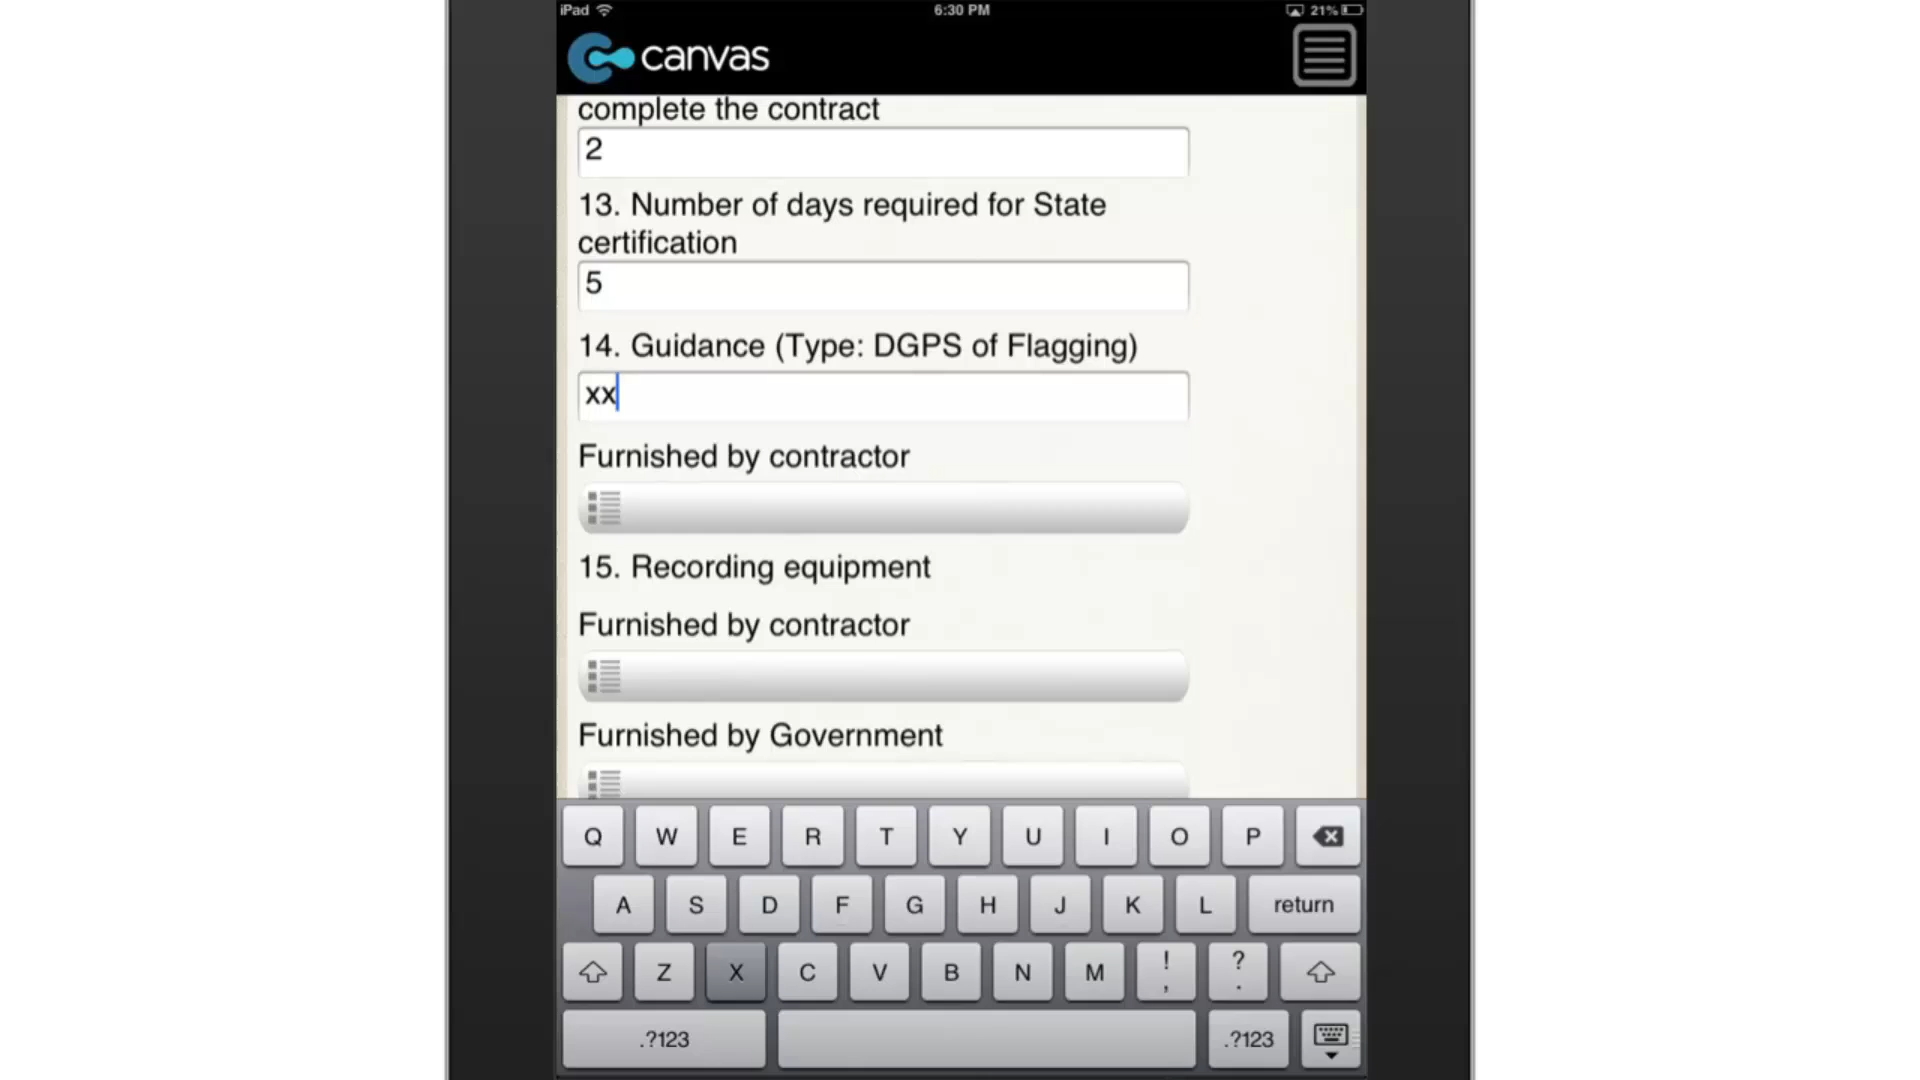 iPad 6:30 PM 21%
canvas
complete the contract
2
13. Number of days required for State
certification
5
14. Guidance (Type: DGPS of Flagging)
xx
Furnished by contractor
15. Recording equipment
Furnished by contractor
Furnished by Government
Q W E R T Y U I O P
A S D F G H J K L return
Z X C V B N M ! , ? .
.?123 .?123